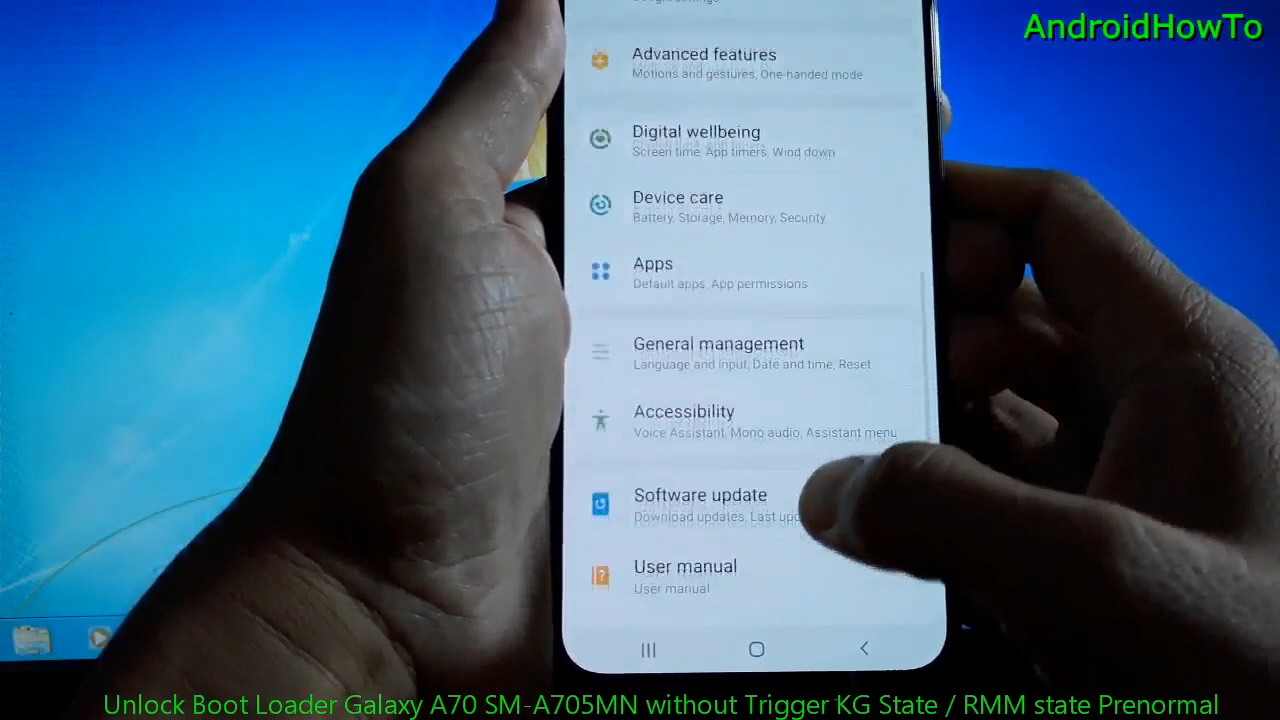 AndroidHowTo
Advanced features
Motions and gestures, One-handed mode
Digital wellbeing
Screen time, App timers, Wind down
Device care
Battery, Storage, Memory, Security
Apps
Default apps, App permissions
General management
Language and input, Date and time, Reset
Accessibility
Voice Assistant, Mono audio, Assistant menu
Software update
Download updates, Last
User manual
User manual
Unlock Boot Loader Galaxy A70 SM-A705MN without Trigger KG State / RMM state Prenormal